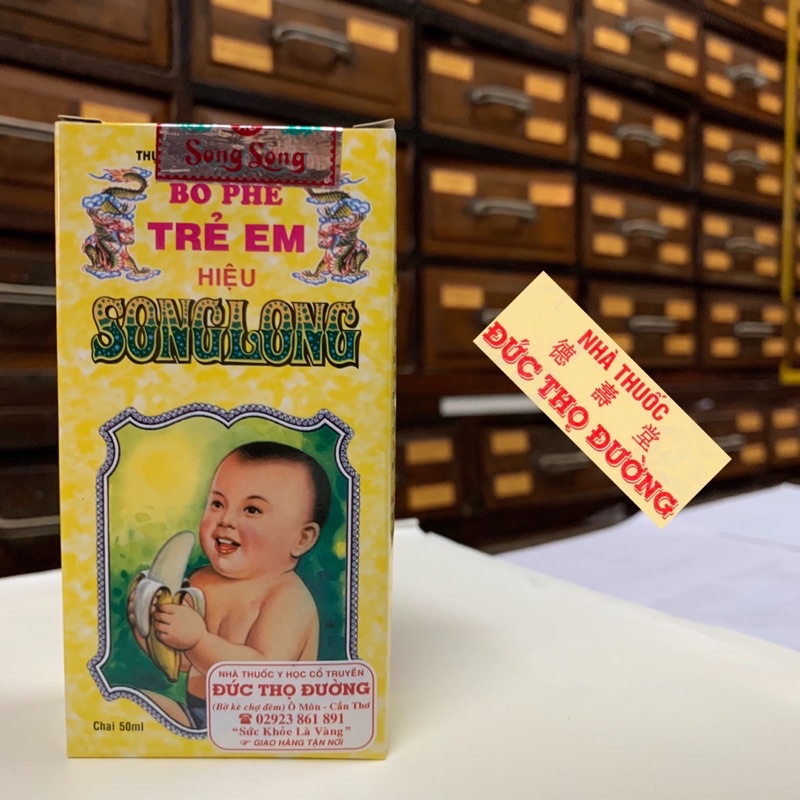 Song Song
BỔ PHẾ
TRẺ EM
HIỆU
SONGLONG
Chai 50ml
NHÀ THUỐC Y HỌC CỔ TRUYỀN
ĐỨC THỌ ĐƯỜNG
(Bờ kè chợ đêm) Ô Môn - Cần Thơ
☎ 02923 861 891
“Sức Khỏe Là Vàng”
☞ GIAO HÀNG TẬN NƠI
NHÀ THUỐC
德壽堂
ĐỨC THỌ ĐƯỜNG